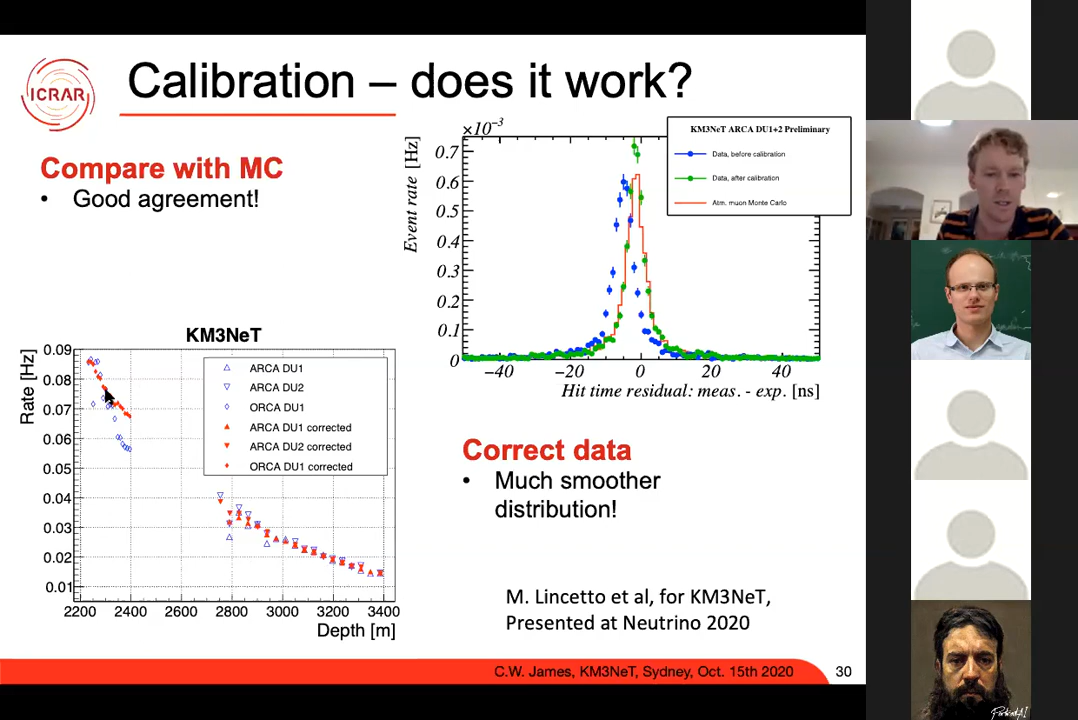 ICRAR
Calibration – does it work?
Compare with MC
• Good agreement!
×10⁻³
Event rate [Hz]
0.7
0.6
0.5
0.4
0.3
0.2
0.1
0
−40
−20
0
20
40
Hit time residual: meas. - exp. [ns]
KM3NeT ARCA DU1+2 Preliminary
Data, before calibration
Data, after calibration
Atm. muon Monte Carlo
KM3NeT
Rate [Hz]
0.09
0.08
0.07
0.06
0.05
0.04
0.03
0.02
0.01
2200
2400
2600
2800
3000
3200
3400
Depth [m]
ARCA DU1
ARCA DU2
ORCA DU1
ARCA DU1 corrected
ARCA DU2 corrected
ORCA DU1 corrected
Correct data
• Much smoother
distribution!
M. Lincetto et al, for KM3NeT,
Presented at Neutrino 2020
C.W. James, KM3NeT, Sydney, Oct. 15th 2020
30